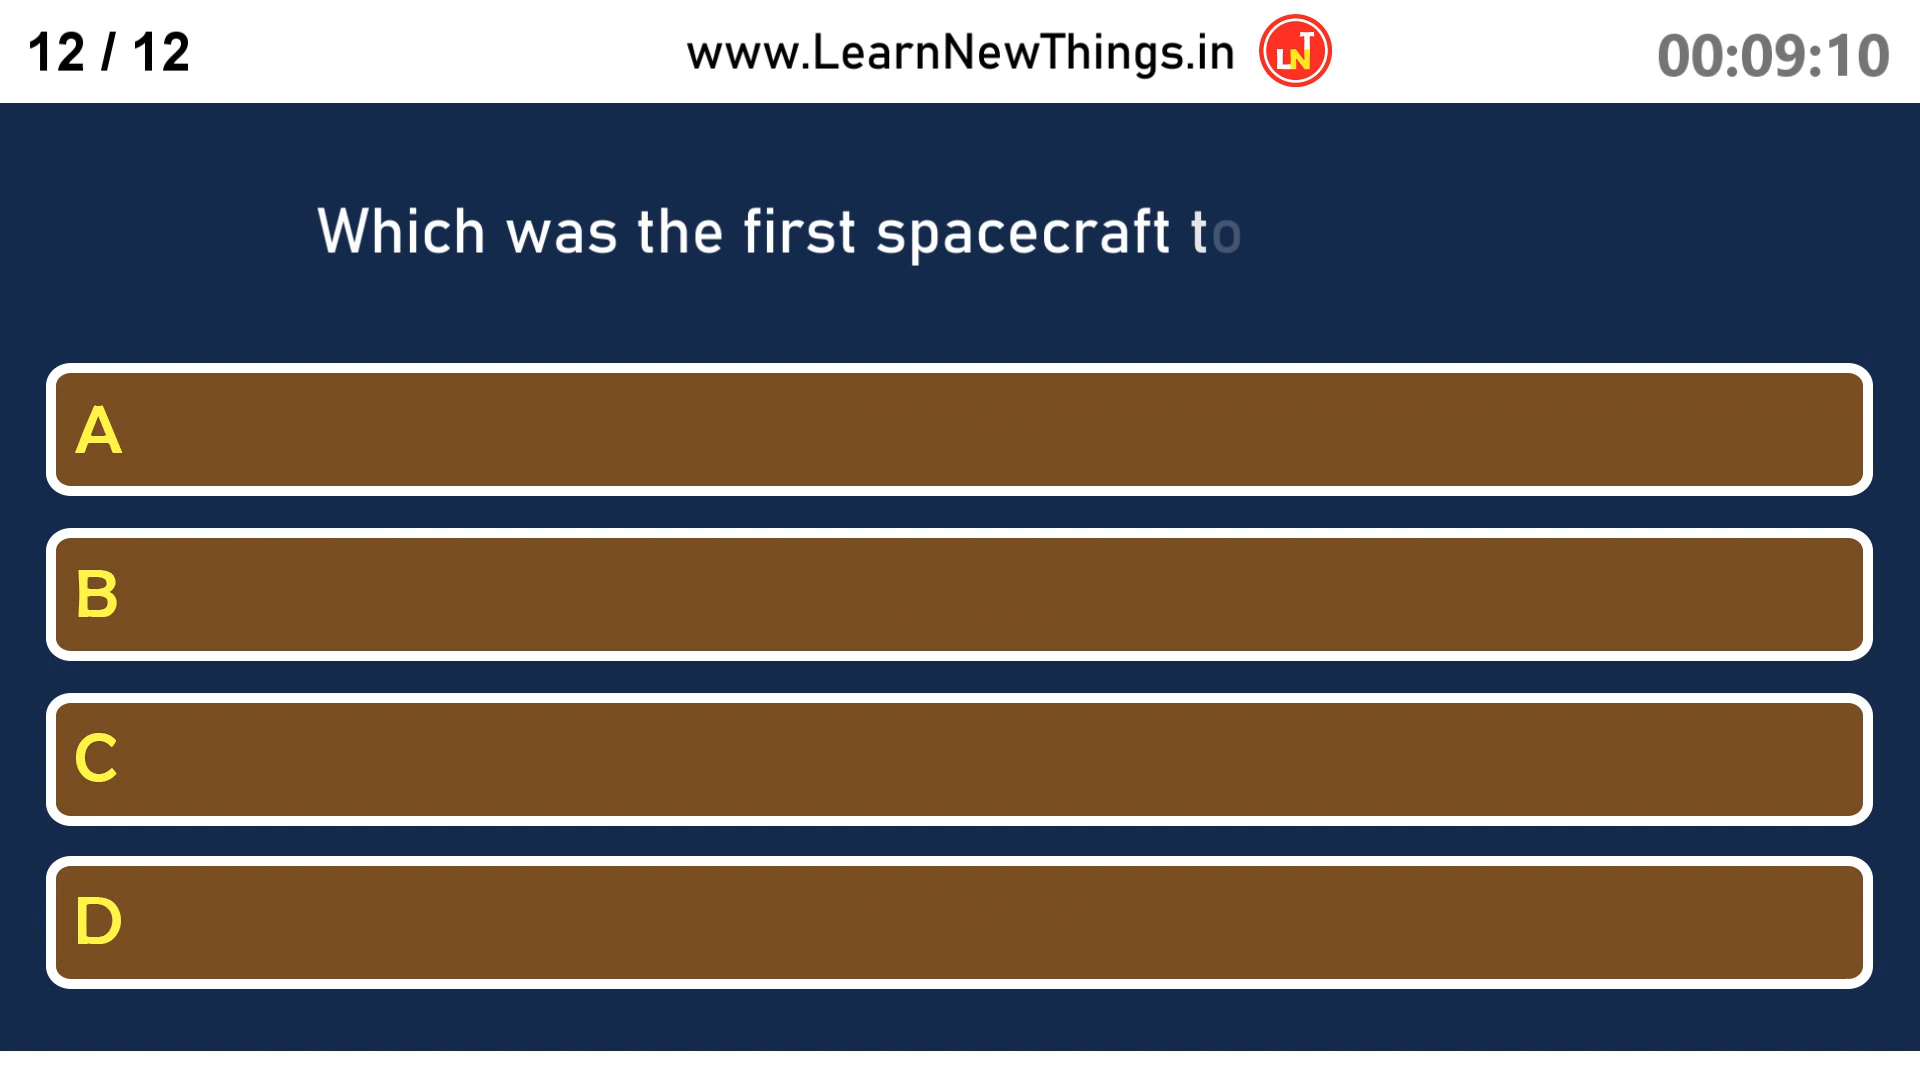 12 / 12
www.LearnNewThings.in
LNT
00:09:10
Which was the first spacecraft to
A
B
C
D